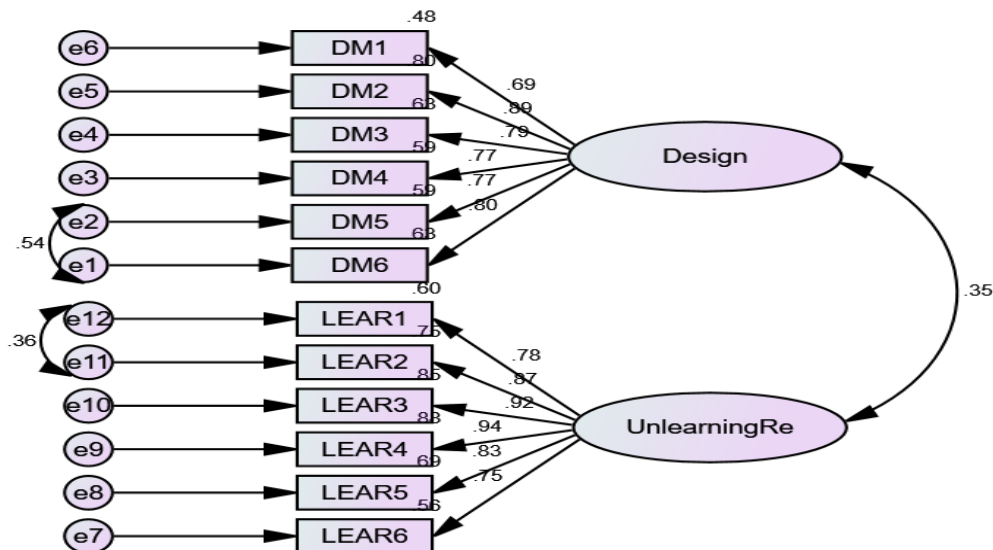 .48
e6 DM1
.80 .69
e5 DM2 .89
.63 .79
e4 DM3
.59 .77
e3 DM4
.59 .77
e2 DM5 .80
.54 .63
e1 DM6
Design
.35
.60
e12 LEAR1
.36 .75 .78
e11 LEAR2 .87
.85 .92
e10 LEAR3
.88 .94
e9 LEAR4
.69 .83
e8 LEAR5 .75
.56
e7 LEAR6
UnlearningRe